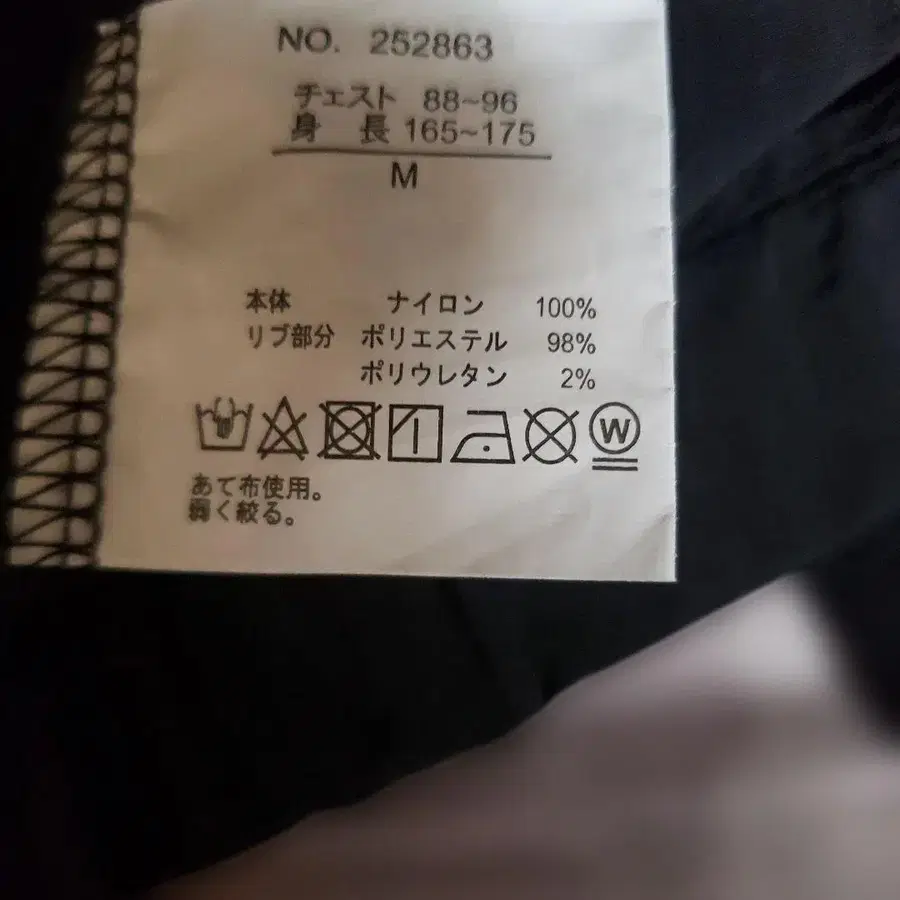 NO. 252863
チェスト 88~96
身 長 165~175
M
本体 ナイロン 100%
リブ部分 ポリエステル 98%
ポリウレタン 2%
W
あて布使用。
弱く絞る。